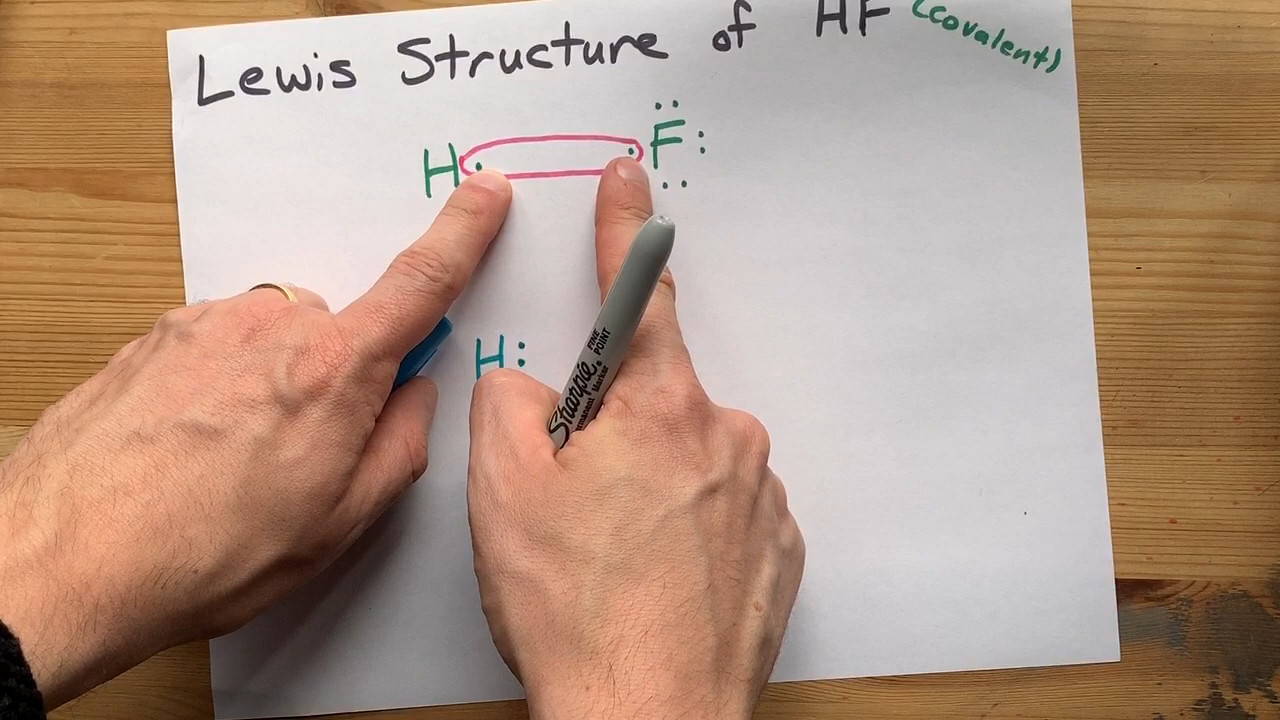 Lewis Structure of HF (covalent)
H · · F :
H :
Sharpie
FINE POINT
Permanent Marker